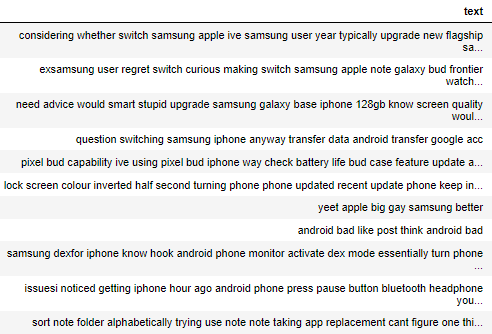 text
considering whether switch samsung apple ive samsung user year typically upgrade new flagship
sa...
exsamsung user regret switch curious making switch samsung apple note galaxy bud frontier
watch...
need advice would smart stupid upgrade samsung galaxy base iphone 128gb know screen quality
woul...
question switching samsung iphone anyway transfer data android transfer google acc
pixel bud capability ive using pixel bud iphone way check battery life bud case feature update a...
lock screen colour inverted half second turning phone phone updated recent update phone keep in...
yeet apple big gay samsung better
android bad like post think android bad
samsung dexfor iphone know hook android phone monitor activate dex mode essentially turn phone
...
issuesi noticed getting iphone hour ago android phone press pause button bluetooth headphone
you...
sort note folder alphabetically trying use note note taking app replacement cant figure one thi...